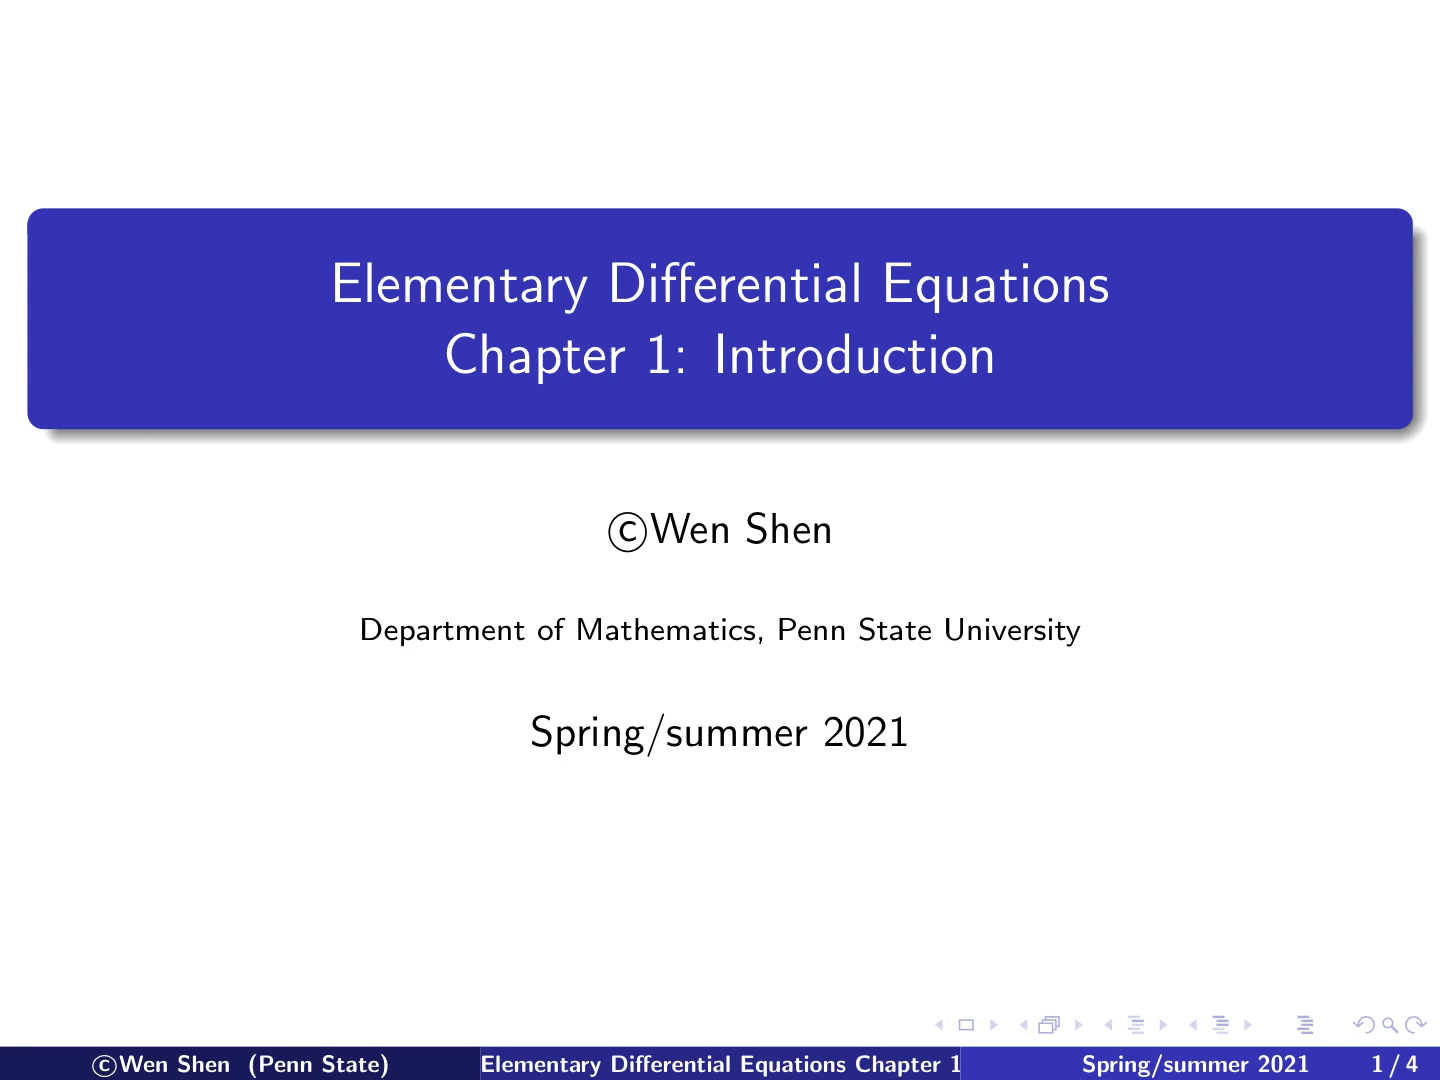 Elementary Differential Equations
Chapter 1: Introduction
©Wen Shen
Department of Mathematics, Penn State University
Spring/summer 2021
©Wen Shen (Penn State)
Elementary Differential Equations Chapter 1
Spring/summer 2021
1 / 4